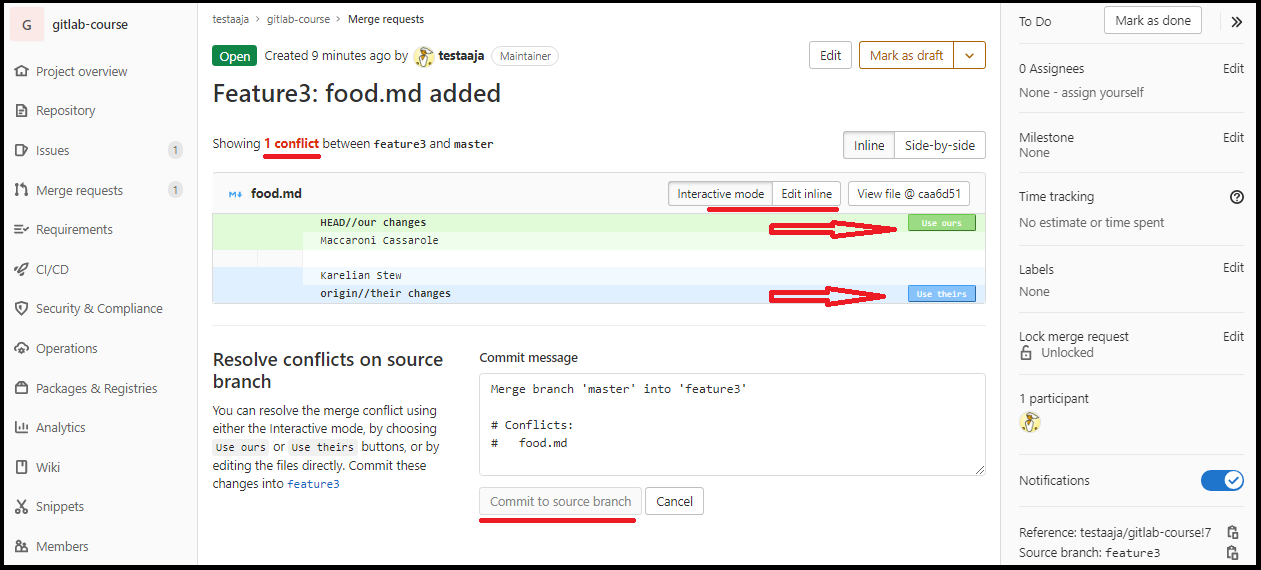 G gitlab-course
Project overview
Repository
Issues 1
Merge requests 1
Requirements
CI/CD
Security & Compliance
Operations
Packages & Registries
Analytics
Wiki
Snippets
Members
testaaja > gitlab-course > Merge requests
Open Created 9 minutes ago by testaaja Maintainer
Edit Mark as draft
Feature3: food.md added
Showing 1 conflict between feature3 and master
Inline Side-by-side
food.md
Interactive mode Edit inline View file @ caa6d51
HEAD//our changes Use ours
Maccaroni Cassarole
Karelian Stew
origin//their changes Use theirs
Resolve conflicts on source
branch
You can resolve the merge conflict using
either the Interactive mode, by choosing
Use ours or Use theirs buttons, or by
editing the files directly. Commit these
changes into feature3
Commit message
Merge branch 'master' into 'feature3'
# Conflicts:
#   food.md
Commit to source branch Cancel
To Do Mark as done
0 Assignees Edit
None - assign yourself
Milestone Edit
None
Time tracking
No estimate or time spent
Labels Edit
None
Lock merge request Edit
Unlocked
1 participant
Notifications
Reference: testaaja/gitlab-course!7
Source branch: feature3